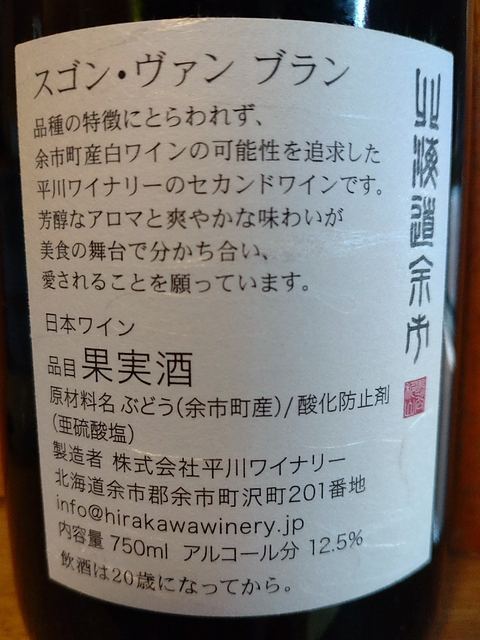 スゴン・ヴァン ブラン
品種の特徴にとらわれず、
余市町産白ワインの可能性を追求した
平川ワイナリーのセカンドワインです。
芳醇なアロマと爽やかな味わいが
美食の舞台で分かち合い、
愛されることを願っています。
日本ワイン
品目 果実酒
原材料名 ぶどう(余市町産)/酸化防止剤
(亜硫酸塩)
製造者 株式会社平川ワイナリー
北海道余市郡余市町沢町201番地
info@hirakawawinery.jp
内容量 750ml アルコール分 12.5%
飲酒は20歳になってから。
北海道余市